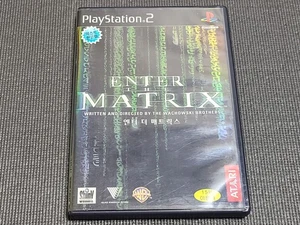 PlayStation®2
ENTER
THE
MATRIX
WRITTEN AND DIRECTED BY THE WACHOWSKI BROTHERS
엔터 더 매트릭스
ATARI